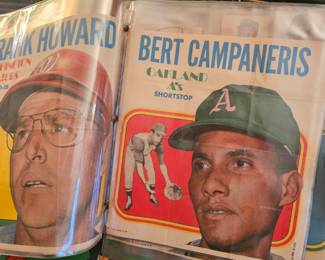 RANK HOWARD
BERT CAMPANERIS
OAKLAND
A's
SHORTSTOP
A